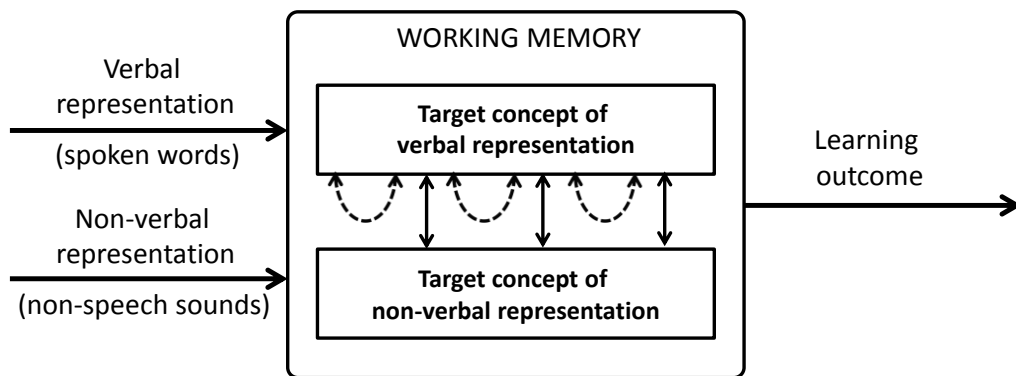 WORKING MEMORY
Verbal
representation
(spoken words)
Non-verbal
representation
(non-speech sounds)
Target concept of
verbal representation
Target concept of
non-verbal representation
Learning
outcome